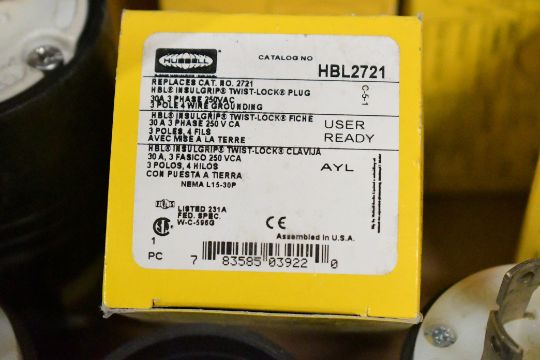 HUBBELL
CATALOG NO
HBL2721
REPLACES CAT. NO. 2721
HBL® INSULGRIP® TWIST-LOCK® PLUG
30A 3 PHASE 250VAC
3 POLE 4 WIRE GROUNDING
HBL® INSULGRIP® TWIST-LOCK® FICHE
30 A 3 PHASE 250 V CA
3 POLES, 4 FILS
AVEC MISE A LA TERRE
HBL® INSULGRIP® TWIST-LOCK® CLAVIJA
30 A, 3 FASICO 250 VCA
3 POLOS, 4 HILOS
CON PUESTA A TIERRA
NEMA L15-30P
C-5-1
USER
READY
AYL
LISTED 231A
FED. SPEC.
W-C-596G
CE
Assembled in U.S.A.
1
PC
7 83585 03922 0